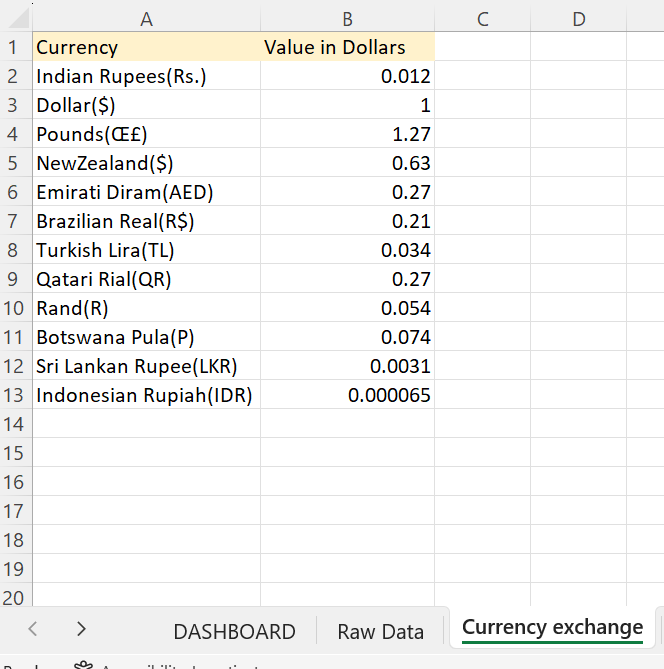 A B C D
1 Currency Value in Dollars
2 Indian Rupees(Rs.) 0.012
3 Dollar($) 1
4 Pounds(Œ£) 1.27
5 NewZealand($) 0.63
6 Emirati Diram(AED) 0.27
7 Brazilian Real(R$) 0.21
8 Turkish Lira(TL) 0.034
9 Qatari Rial(QR) 0.27
10 Rand(R) 0.054
11 Botswana Pula(P) 0.074
12 Sri Lankan Rupee(LKR) 0.0031
13 Indonesian Rupiah(IDR) 0.000065
14
15
16
17
18
19
20
DASHBOARD Raw Data Currency exchange